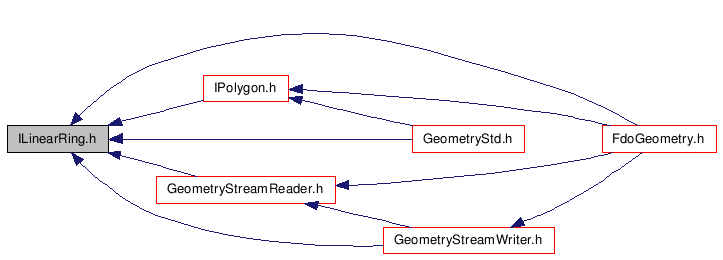 IPolygon.h
ILinearRing.h
GeometryStd.h
FdoGeometry.h
GeometryStreamReader.h
GeometryStreamWriter.h